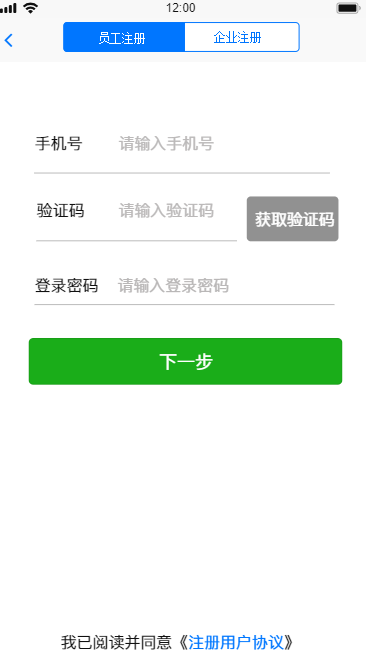 12:00
员工注册 企业注册
手机号 请输入手机号
验证码 请输入验证码 获取验证码
登录密码 请输入登录密码
下一步
我已阅读并同意《注册用户协议》